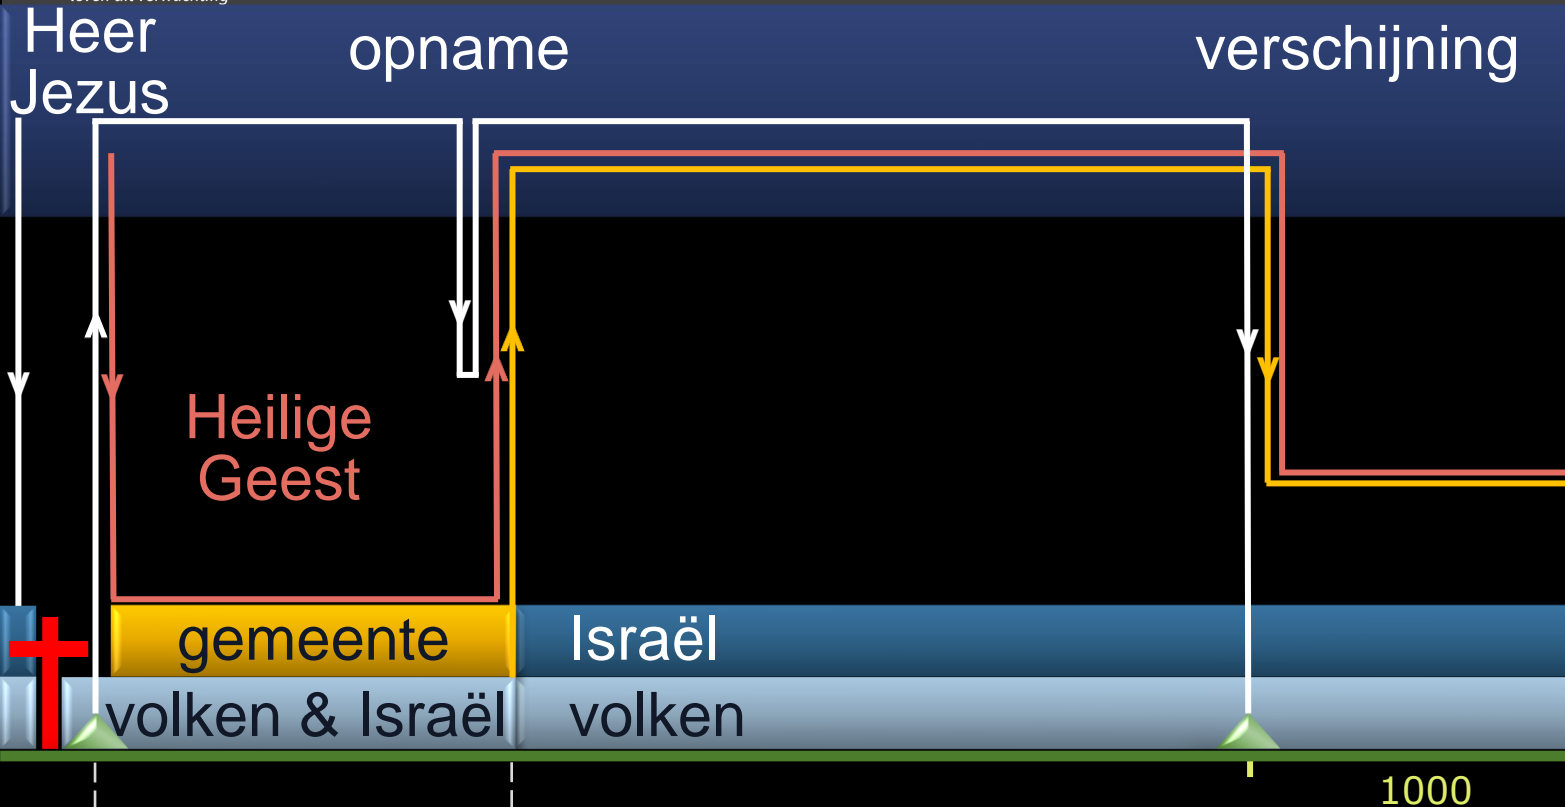 Heer
Jezus
opname
verschijning
Heilige
Geest
gemeente
Israël
volken & Israël
volken
1000